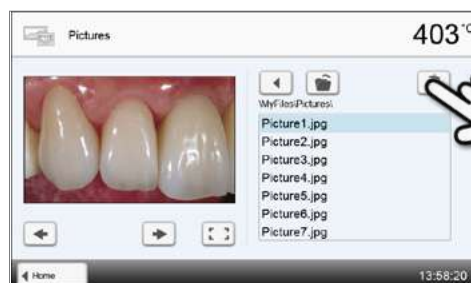 Pictures
403°C
MyFiles\Pictures\
Picture1.jpg
Picture2.jpg
Picture3.jpg
Picture4.jpg
Picture5.jpg
Picture6.jpg
Picture7.jpg
Home
13:58:20